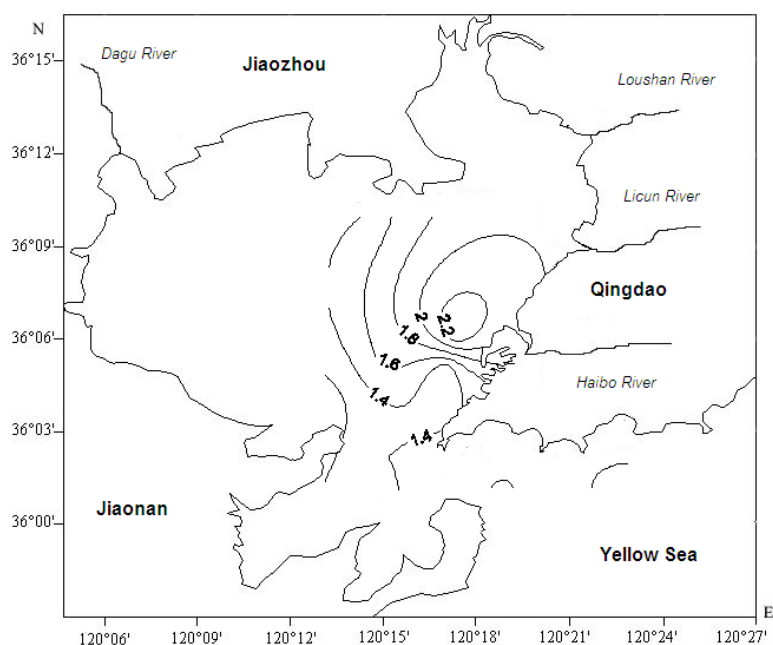 N
Dagu River
36°15'
Jiaozhou
Loushan River
36°12'
Licun River
36°09'
Qingdao
2
2.2
36°06'
1.8
1.6
Haibo River
1.4
36°03'
1.4
Jiaonan
36°00'
Yellow Sea
E
120°06' 120°09' 120°12' 120°15' 120°18' 120°21' 120°24' 120°27'